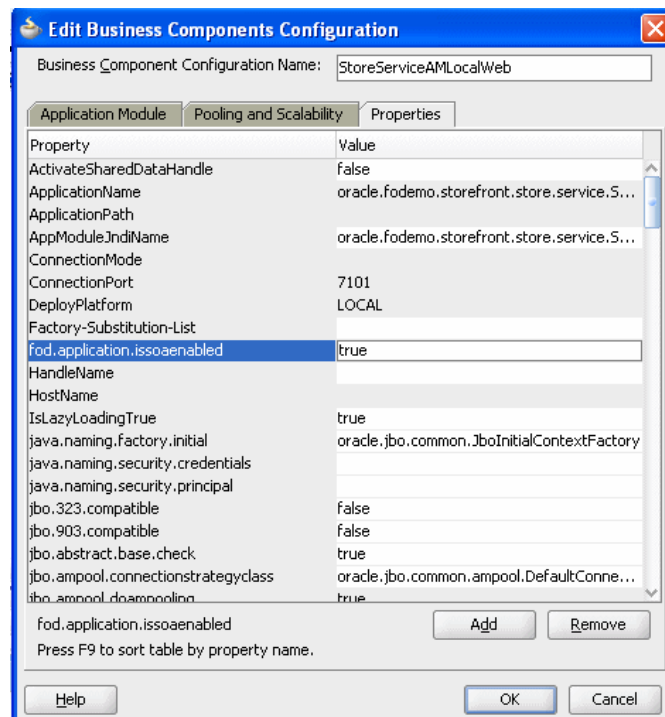 Edit Business Components Configuration
Business Component Configuration Name: StoreServiceAMLocalWeb
Application Module Pooling and Scalability Properties
Property Value
ActivateSharedDataHandle false
ApplicationName oracle.fodemo.storefront.store.service.S...
ApplicationPath
AppModuleJndiName oracle.fodemo.storefront.store.service.S...
ConnectionMode
ConnectionPort 7101
DeployPlatform LOCAL
Factory-Substitution-List
fod.application.issoaenabled true
HandleName
HostName
IsLazyLoadingTrue true
java.naming.factory.initial oracle.jbo.common.JboInitialContextFactory
java.naming.security.credentials
java.naming.security.principal
jbo.323.compatible false
jbo.903.compatible false
jbo.abstract.base.check true
jbo.ampool.connectionstrategyclass oracle.jbo.common.ampool.DefaultConne...
jbo.ampool.doampooling true
fod.application.issoaenabled Add Remove
Press F9 to sort table by property name.
Help OK Cancel